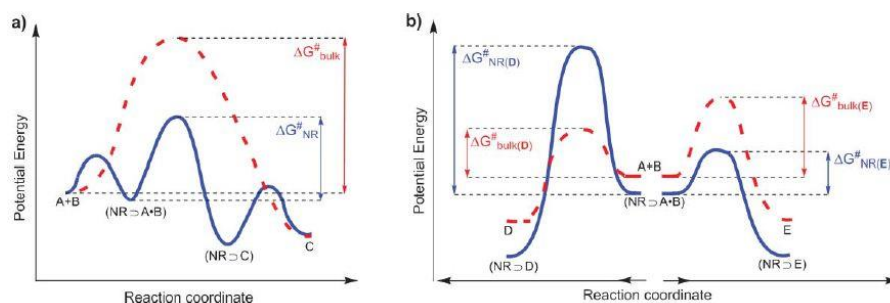 a)
Potential Energy
ΔG#bulk
ΔG#NR
A+B
(NR⊃A•B)
(NR⊃C)
C
Reaction coordinate
b)
Potential Energy
ΔG#NR(D)
ΔG#bulk(D)
A+B
ΔG#bulk(E)
ΔG#NR(E)
D
(NR⊃A•B)
E
(NR⊃D)
(NR⊃E)
Reaction coordinate